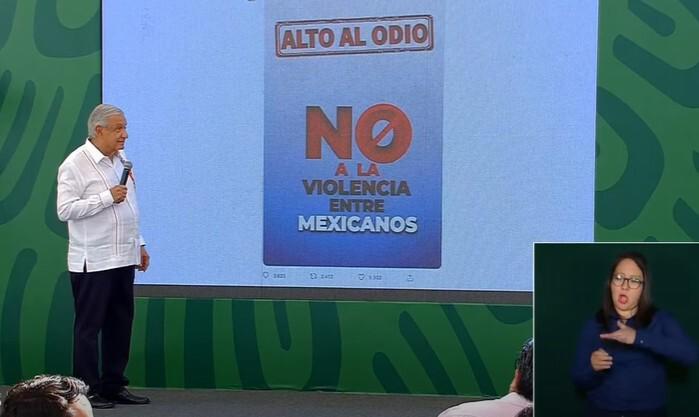 ALTO AL ODIO
NO
A LA
VIOLENCIA
ENTRE
MEXICANOS